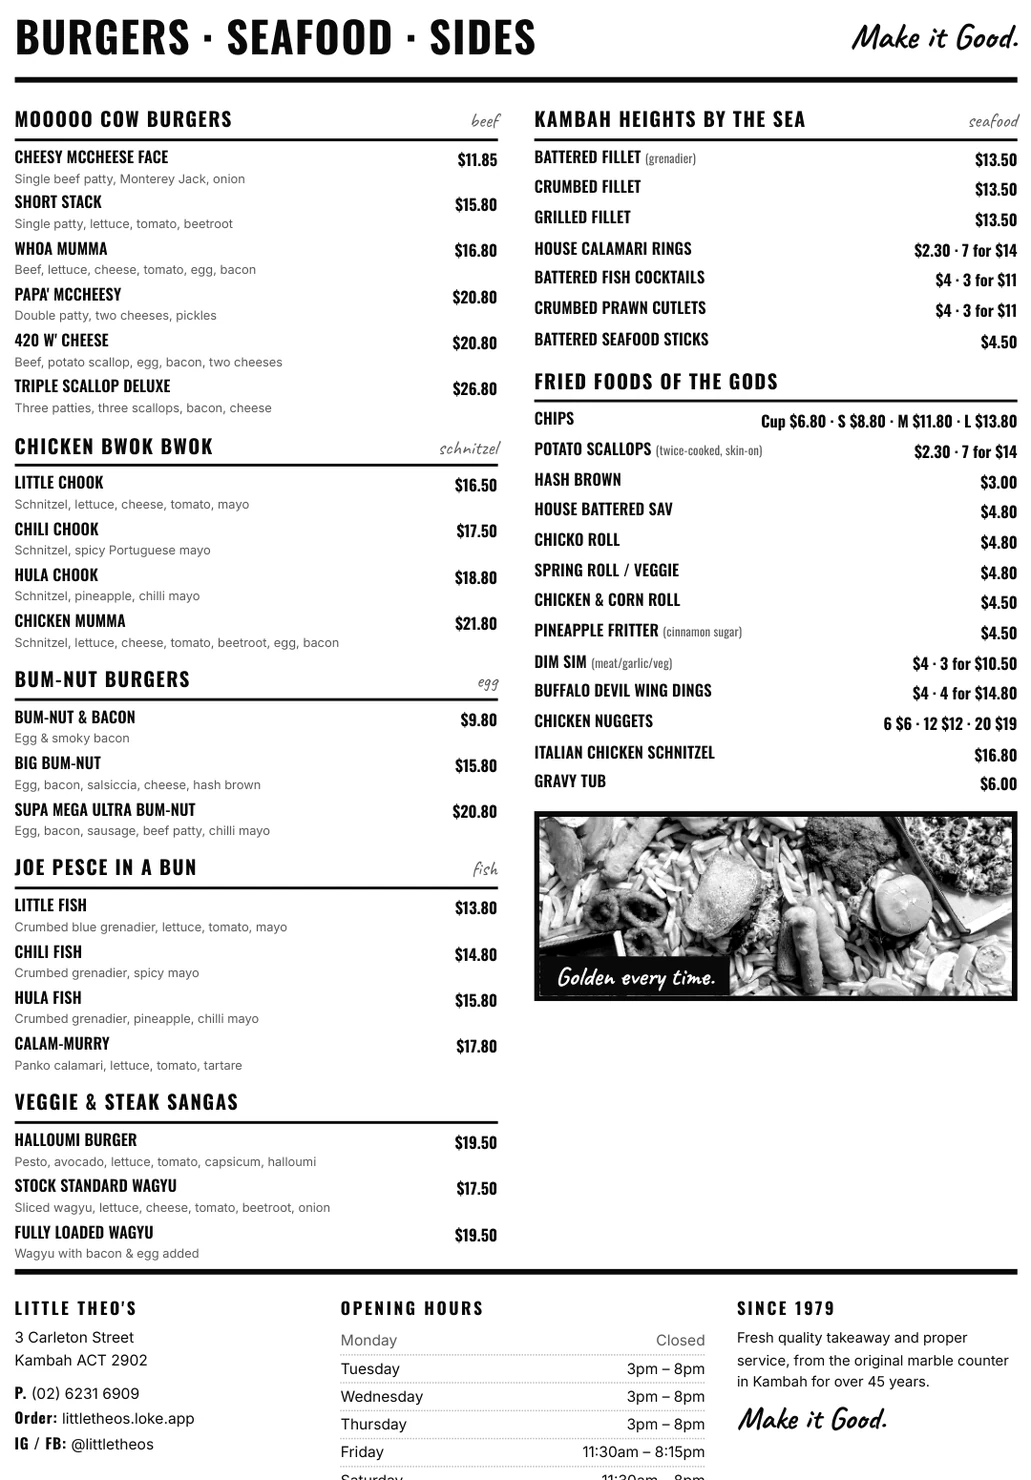 BURGERS · SEAFOOD · SIDES
Make it Good.
MOOOOO COW BURGERS
beef
CHEESY MCCHEESE FACE $11.85
Single beef patty, Monterey Jack, onion
SHORT STACK $15.80
Single patty, lettuce, tomato, beetroot
WHOA MUMMA $16.80
Beef, lettuce, cheese, tomato, egg, bacon
PAPA' MCCHEESY $20.80
Double patty, two cheeses, pickles
420 W' CHEESE $20.80
Beef, potato scallop, egg, bacon, two cheeses
TRIPLE SCALLOP DELUXE $26.80
Three patties, three scallops, bacon, cheese
CHICKEN BWOK BWOK
schnitzel
LITTLE CHOOK $16.50
Schnitzel, lettuce, cheese, tomato, mayo
CHILI CHOOK $17.50
Schnitzel, spicy Portuguese mayo
HULA CHOOK $18.80
Schnitzel, pineapple, chilli mayo
CHICKEN MUMMA $21.80
Schnitzel, lettuce, cheese, tomato, beetroot, egg, bacon
BUM-NUT BURGERS
egg
BUM-NUT & BACON $9.80
Egg & smoky bacon
BIG BUM-NUT $15.80
Egg, bacon, salsiccia, cheese, hash brown
SUPA MEGA ULTRA BUM-NUT $20.80
Egg, bacon, sausage, beef patty, chilli mayo
JOE PESCE IN A BUN
fish
LITTLE FISH $13.80
Crumbed blue grenadier, lettuce, tomato, mayo
CHILI FISH $14.80
Crumbed grenadier, spicy mayo
HULA FISH $15.80
Crumbed grenadier, pineapple, chilli mayo
CALAM-MURRY $17.80
Panko calamari, lettuce, tomato, tartare
VEGGIE & STEAK SANGAS
HALLOUMI BURGER $19.50
Pesto, avocado, lettuce, tomato, capsicum, halloumi
STOCK STANDARD WAGYU $17.50
Sliced wagyu, lettuce, cheese, tomato, beetroot, onion
FULLY LOADED WAGYU $19.50
Wagyu with bacon & egg added
KAMBAH HEIGHTS BY THE SEA
seafood
BATTERED FILLET (grenadier) $13.50
CRUMBED FILLET $13.50
GRILLED FILLET $13.50
HOUSE CALAMARI RINGS $2.30 · 7 for $14
BATTERED FISH COCKTAILS $4 · 3 for $11
CRUMBED PRAWN CUTLETS $4 · 3 for $11
BATTERED SEAFOOD STICKS $4.50
FRIED FOODS OF THE GODS
CHIPS Cup $6.80 · S $8.80 · M $11.80 · L $13.80
POTATO SCALLOPS (twice-cooked, skin-on) $2.30 · 7 for $14
HASH BROWN $3.00
HOUSE BATTERED SAV $4.80
CHICKO ROLL $4.80
SPRING ROLL / VEGGIE $4.80
CHICKEN & CORN ROLL $4.50
PINEAPPLE FRITTER (cinnamon sugar) $4.50
DIM SIM (meat/garlic/veg) $4 · 3 for $10.50
BUFFALO DEVIL WING DINGS $4 · 4 for $14.80
CHICKEN NUGGETS 6 $6 · 12 $12 · 20 $19
ITALIAN CHICKEN SCHNITZEL $16.80
GRAVY TUB $6.00
Golden every time.
LITTLE THEO'S
3 Carleton Street
Kambah ACT 2902
P. (02) 6231 6909
Order: littletheos.loke.app
IG / FB: @littletheos
OPENING HOURS
Monday Closed
Tuesday 3pm – 8pm
Wednesday 3pm – 8pm
Thursday 3pm – 8pm
Friday 11:30am – 8:15pm
Saturday 11:30am – 8pm
SINCE 1979
Fresh quality takeaway and proper
service, from the original marble counter
in Kambah for over 45 years.
Make it Good.